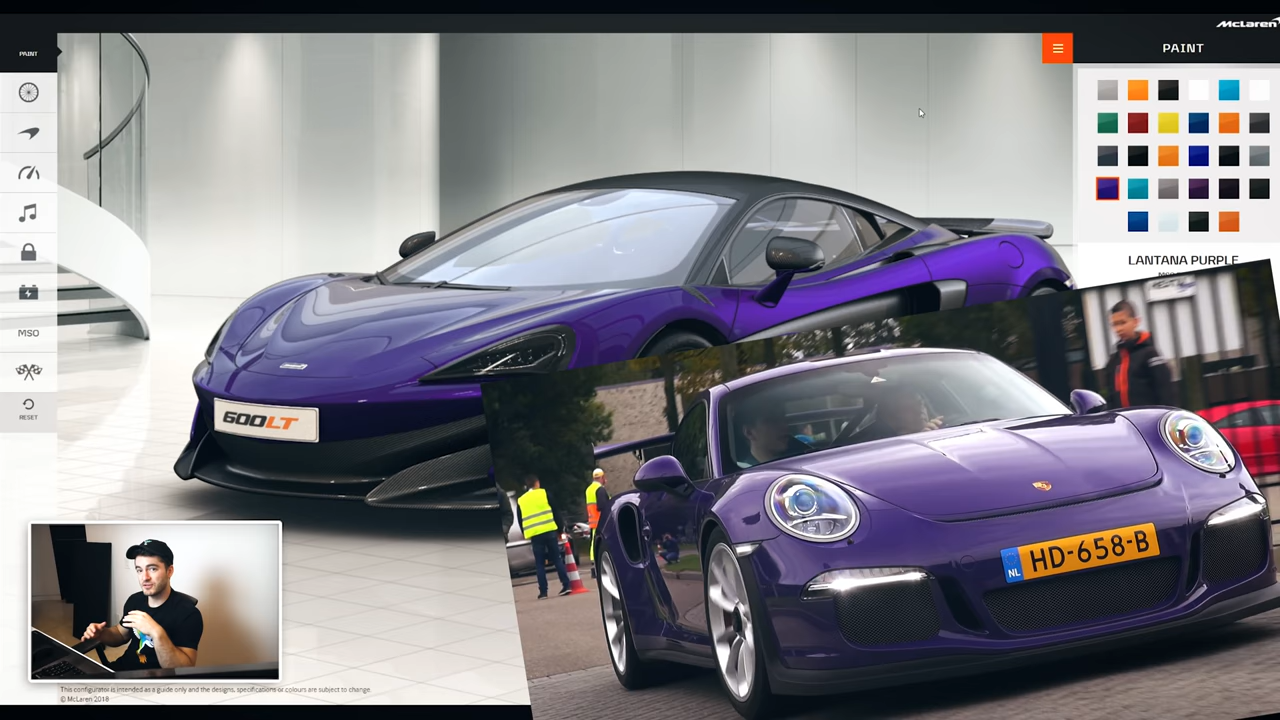 PAINT
McLaren
PAINT
MSO
RESET
LANTANA PURPLE
600LT
NL
HD-658-B
This configurator is intended as a guide only and the designs, specifications or colours are subject to change.
© McLaren 2018